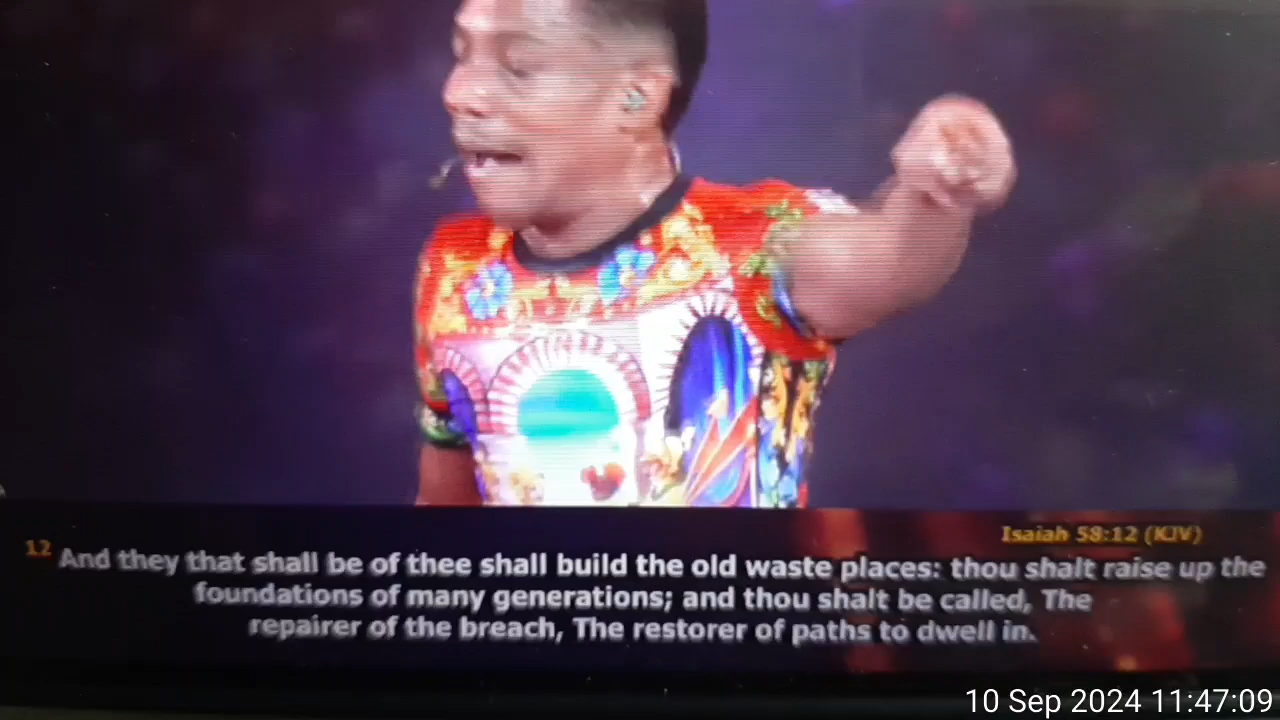 Isaiah 58:12 (KJV)
12 And they that shall be of thee shall build the old waste places: thou shalt raise up the
foundations of many generations; and thou shalt be called, The
repairer of the breach, The restorer of paths to dwell in.
10 Sep 2024 11:47:09